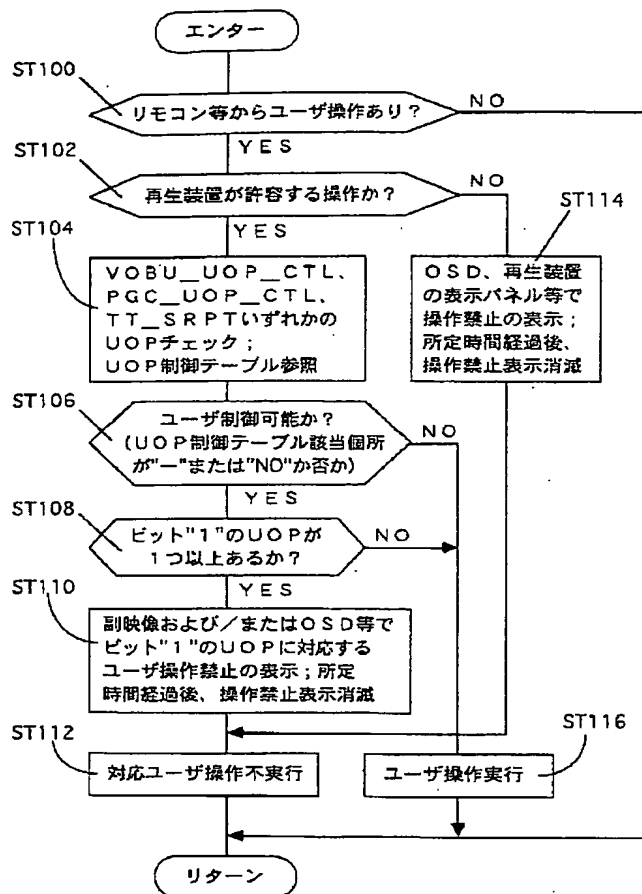 エンター
ST100
リモコン等からユーザ操作あり？
NO
YES
ST102
再生装置が許容する操作か？
NO
YES
ST104
VOBU＿UOP＿CTL、
PGC＿UOP＿CTL、
TT＿SRPTいずれかの
UOPチェック；
UOP制御テーブル参照
ST114
OSD、再生装置
の表示パネル等で
操作禁止の表示；
所定時間経過後、
操作禁止表示消滅
ST106
ユーザ制御可能か？
(UOP制御テーブル該当個所
が"ー"または"NO"か否か)
NO
YES
ST108
ビット"1"のUOPが
1つ以上あるか？
NO
YES
ST110
副映像および／またはOSD等で
ビット"1"のUOPに対応する
ユーザ操作禁止の表示；所定
時間経過後、操作禁止表示消滅
ST112
対応ユーザ操作不実行
ST116
ユーザ操作実行
リターン